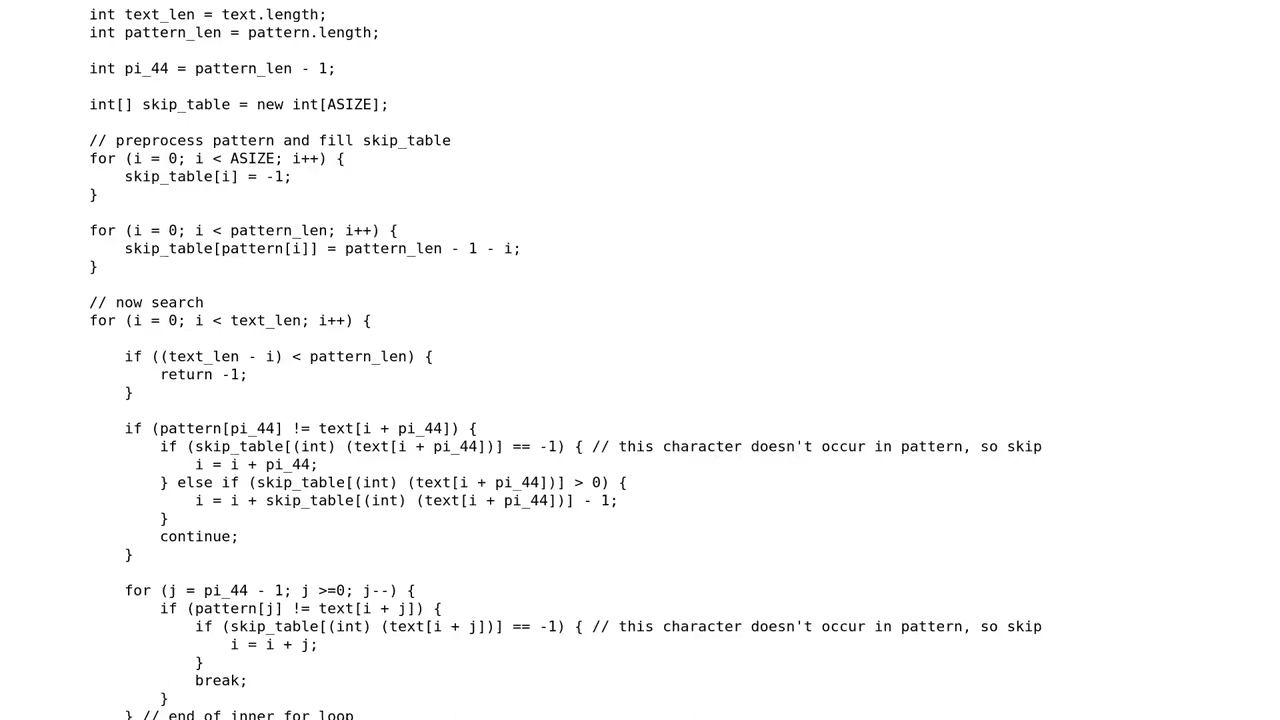 int text_len = text.length;
int pattern_len = pattern.length;
int pi_44 = pattern_len - 1;
int[] skip_table = new int[ASIZE];
// preprocess pattern and fill skip_table
for (i = 0; i < ASIZE; i++) {
skip_table[i] = -1;
}
for (i = 0; i < pattern_len; i++) {
skip_table[pattern[i]] = pattern_len - 1 - i;
}
// now search
for (i = 0; i < text_len; i++) {
if ((text_len - i) < pattern_len) {
return -1;
}
if (pattern[pi_44] != text[i + pi_44]) {
if (skip_table[(int) (text[i + pi_44])] == -1) { // this character doesn't occur in pattern, so skip
i = i + pi_44;
} else if (skip_table[(int) (text[i + pi_44])] > 0) {
i = i + skip_table[(int) (text[i + pi_44])] - 1;
}
continue;
}
for (j = pi_44 - 1; j >=0; j--) {
if (pattern[j] != text[i + j]) {
if (skip_table[(int) (text[i + j])] == -1) { // this character doesn't occur in pattern, so skip
i = i + j;
}
break;
}
} // end of inner for loop